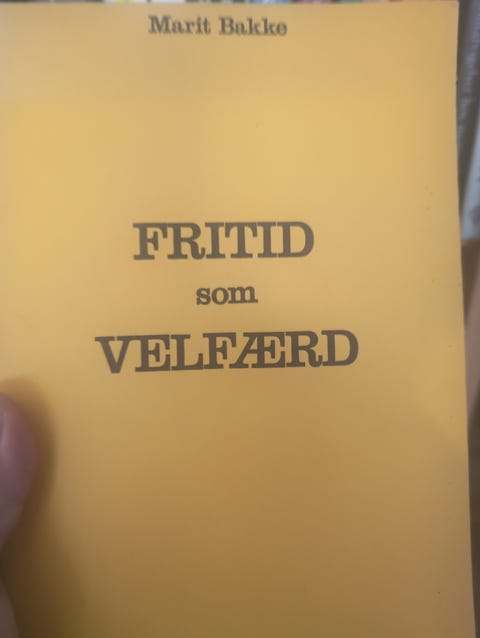 Marit Bakke
FRITID
som
VELFÆRD